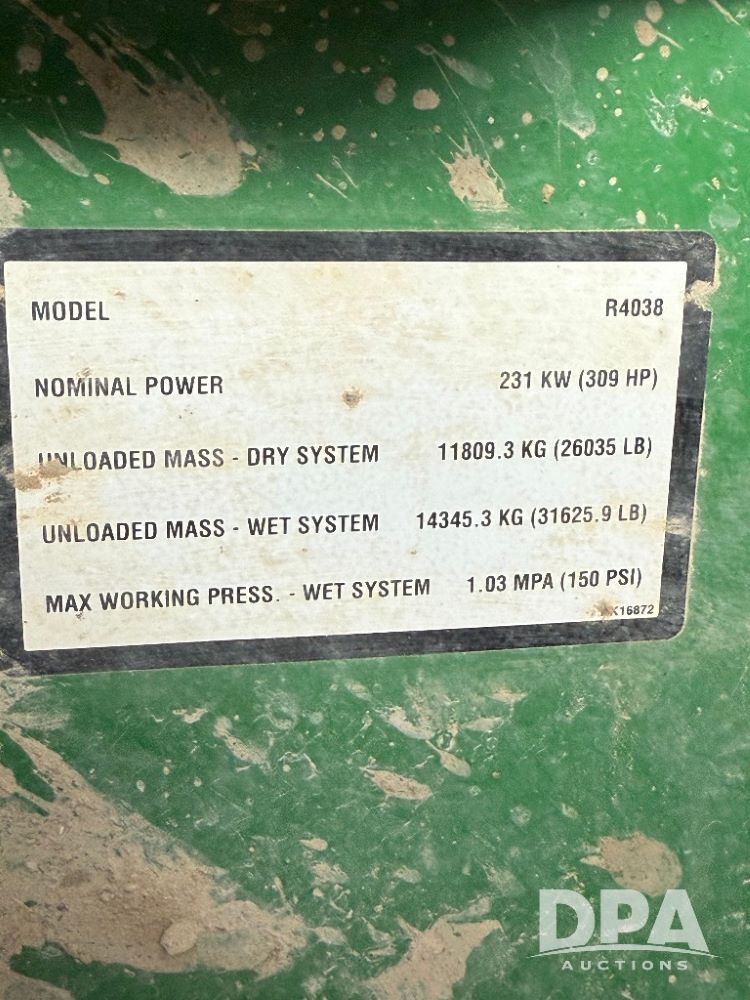 MODEL R4038
NOMINAL POWER 231 KW (309 HP)
UNLOADED MASS - DRY SYSTEM 11809.3 KG (26035 LB)
UNLOADED MASS - WET SYSTEM 14345.3 KG (31625.9 LB)
MAX WORKING PRESS. - WET SYSTEM 1.03 MPA (150 PSI)
DPA
AUCTIONS